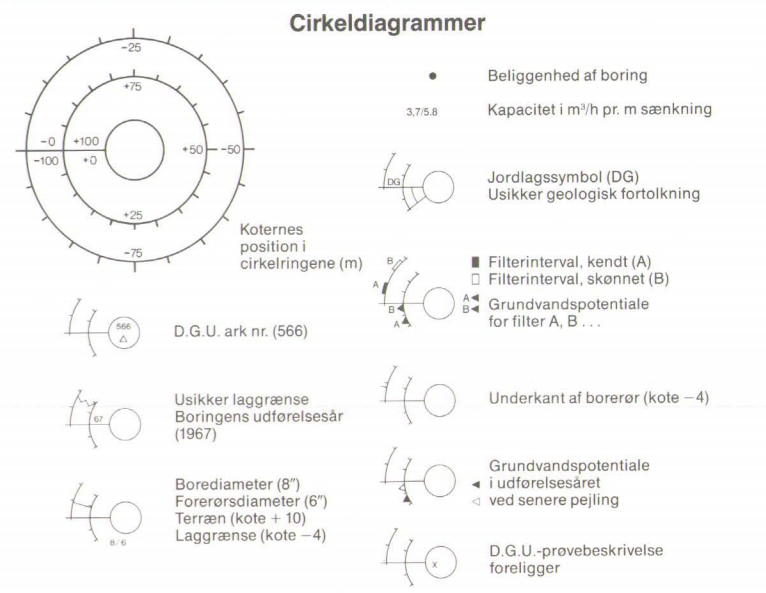 Cirkeldiagrammer
−25
+75
−0 +100
−100 +0
+50 −50
+25
−75
Koternes
position i
cirkelringene (m)
566
D.G.U. ark nr. (566)
67
Usikker laggrænse
Boringens udførelsesår
(1967)
8/6
Borediameter (8″)
Forerørsdiameter (6″)
Terræn (kote + 10)
Laggrænse (kote −4)
Beliggenhed af boring
3,7/5.8
Kapacitet i m³/h pr. m sænkning
DG
Jordlagssymbol (DG)
Usikker geologisk fortolkning
B
A
B
A
Filterinterval, kendt (A)
Filterinterval, skønnet (B)
A
B
Grundvandspotentiale
for filter A, B . . .
Underkant af borerør (kote −4)
Grundvandspotentiale
i udførelsesåret
ved senere pejling
x
D.G.U.-prøvebeskrivelse
foreligger